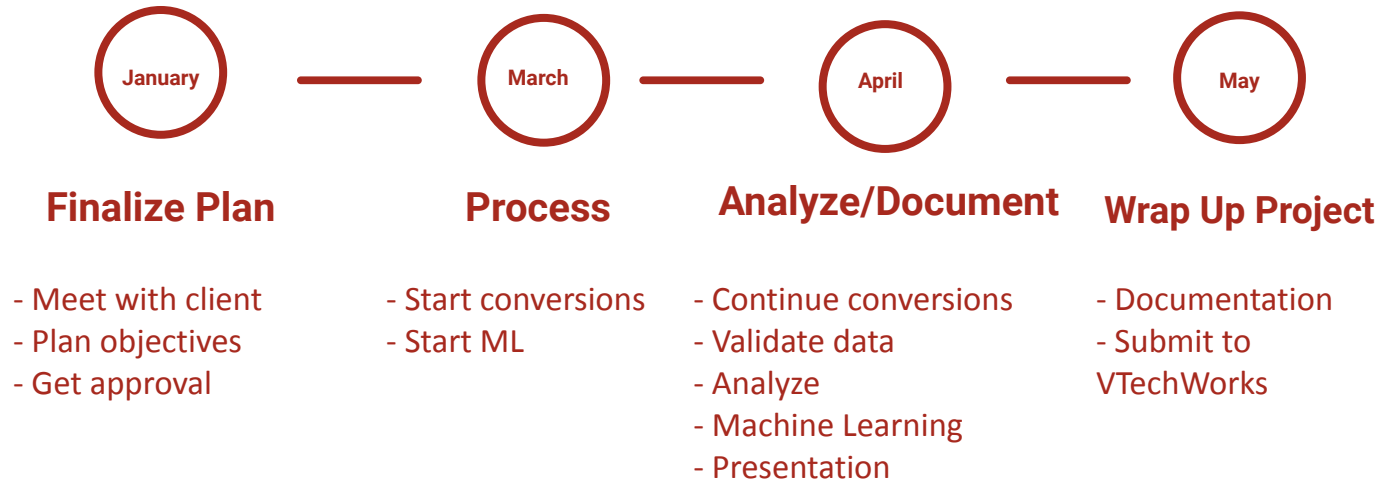 January
March
April
May
Finalize Plan
Process
Analyze/Document
Wrap Up Project
- Meet with client
- Plan objectives
- Get approval
- Start conversions
- Start ML
- Continue conversions
- Validate data
- Analyze
- Machine Learning
- Presentation
- Documentation
- Submit to
VTechWorks